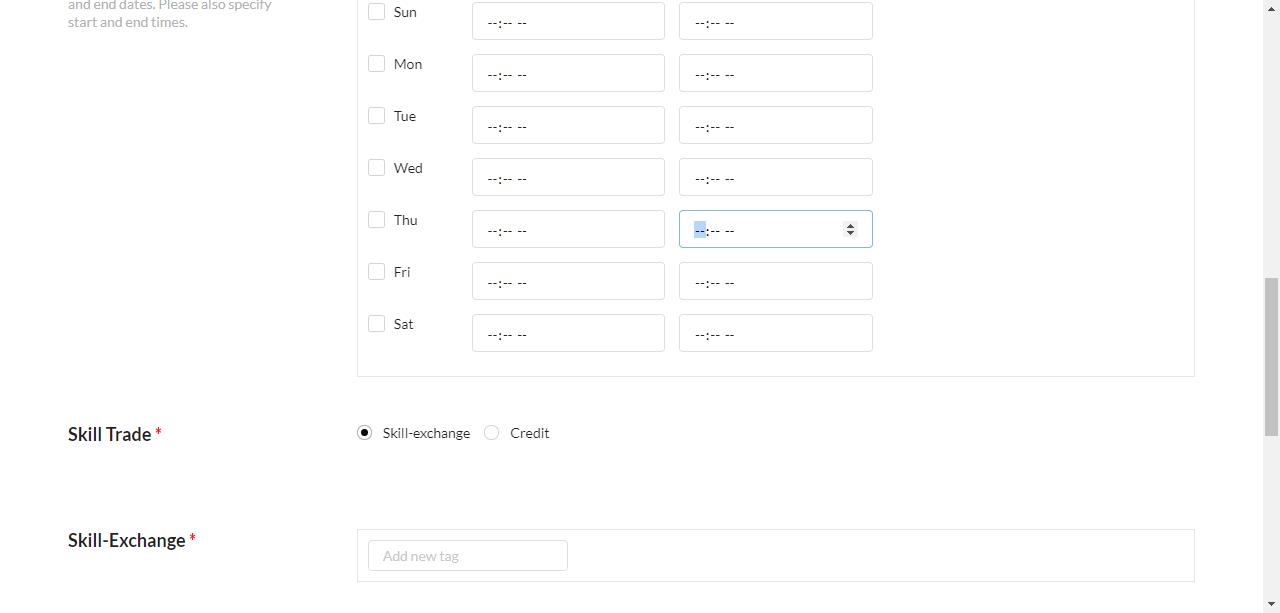 and end dates. Please also specify
start and end times.
Sun --:-- -- --:-- --
Mon --:-- -- --:-- --
Tue --:-- -- --:-- --
Wed --:-- -- --:-- --
Thu --:-- -- --:-- --
Fri --:-- -- --:-- --
Sat --:-- -- --:-- --
Skill Trade * Skill-exchange Credit
Skill-Exchange * Add new tag